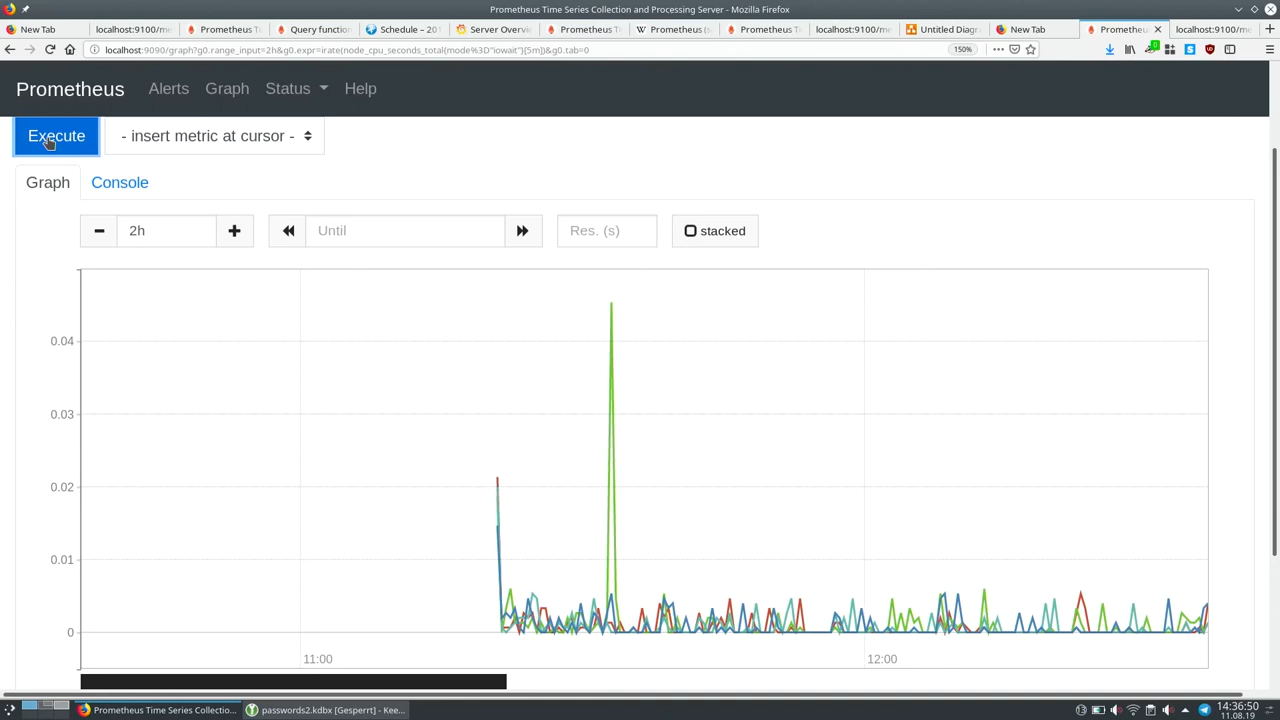 Prometheus Time Series Collection and Processing Server - Mozilla Firefox
New Tab
localhost:9100/me
Prometheus Ti
Query function
Schedule – 20
Server Overvi
Prometheus Ti
Prometheus (s
Prometheus Ti
localhost:9100/me
Untitled Diagr
New Tab
Prometheu
localhost:9100/me
localhost:9090/graph?g0.range_input=2h&g0.expr=irate(node_cpu_seconds_total{mode%3D"iowait"}[5m])&g0.tab=0
150%
Prometheus
Alerts
Graph
Status
Help
Execute
- insert metric at cursor -
Graph
Console
2h
Until
Res. (s)
stacked
0.04
0.03
0.02
0.01
0
11:00
12:00
Prometheus Time Series Collectio...
passwords2.kdbx [Gesperrt] - Kee...
14:36:50
11.08.19